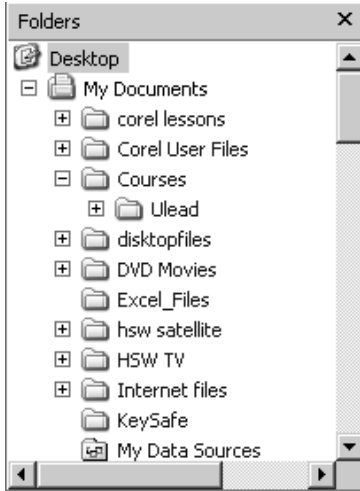 Folders
Desktop
My Documents
corel lessons
Corel User Files
Courses
Ulead
disktopfiles
DVD Movies
Excel_Files
hsw satellite
HSW TV
Internet files
KeySafe
My Data Sources